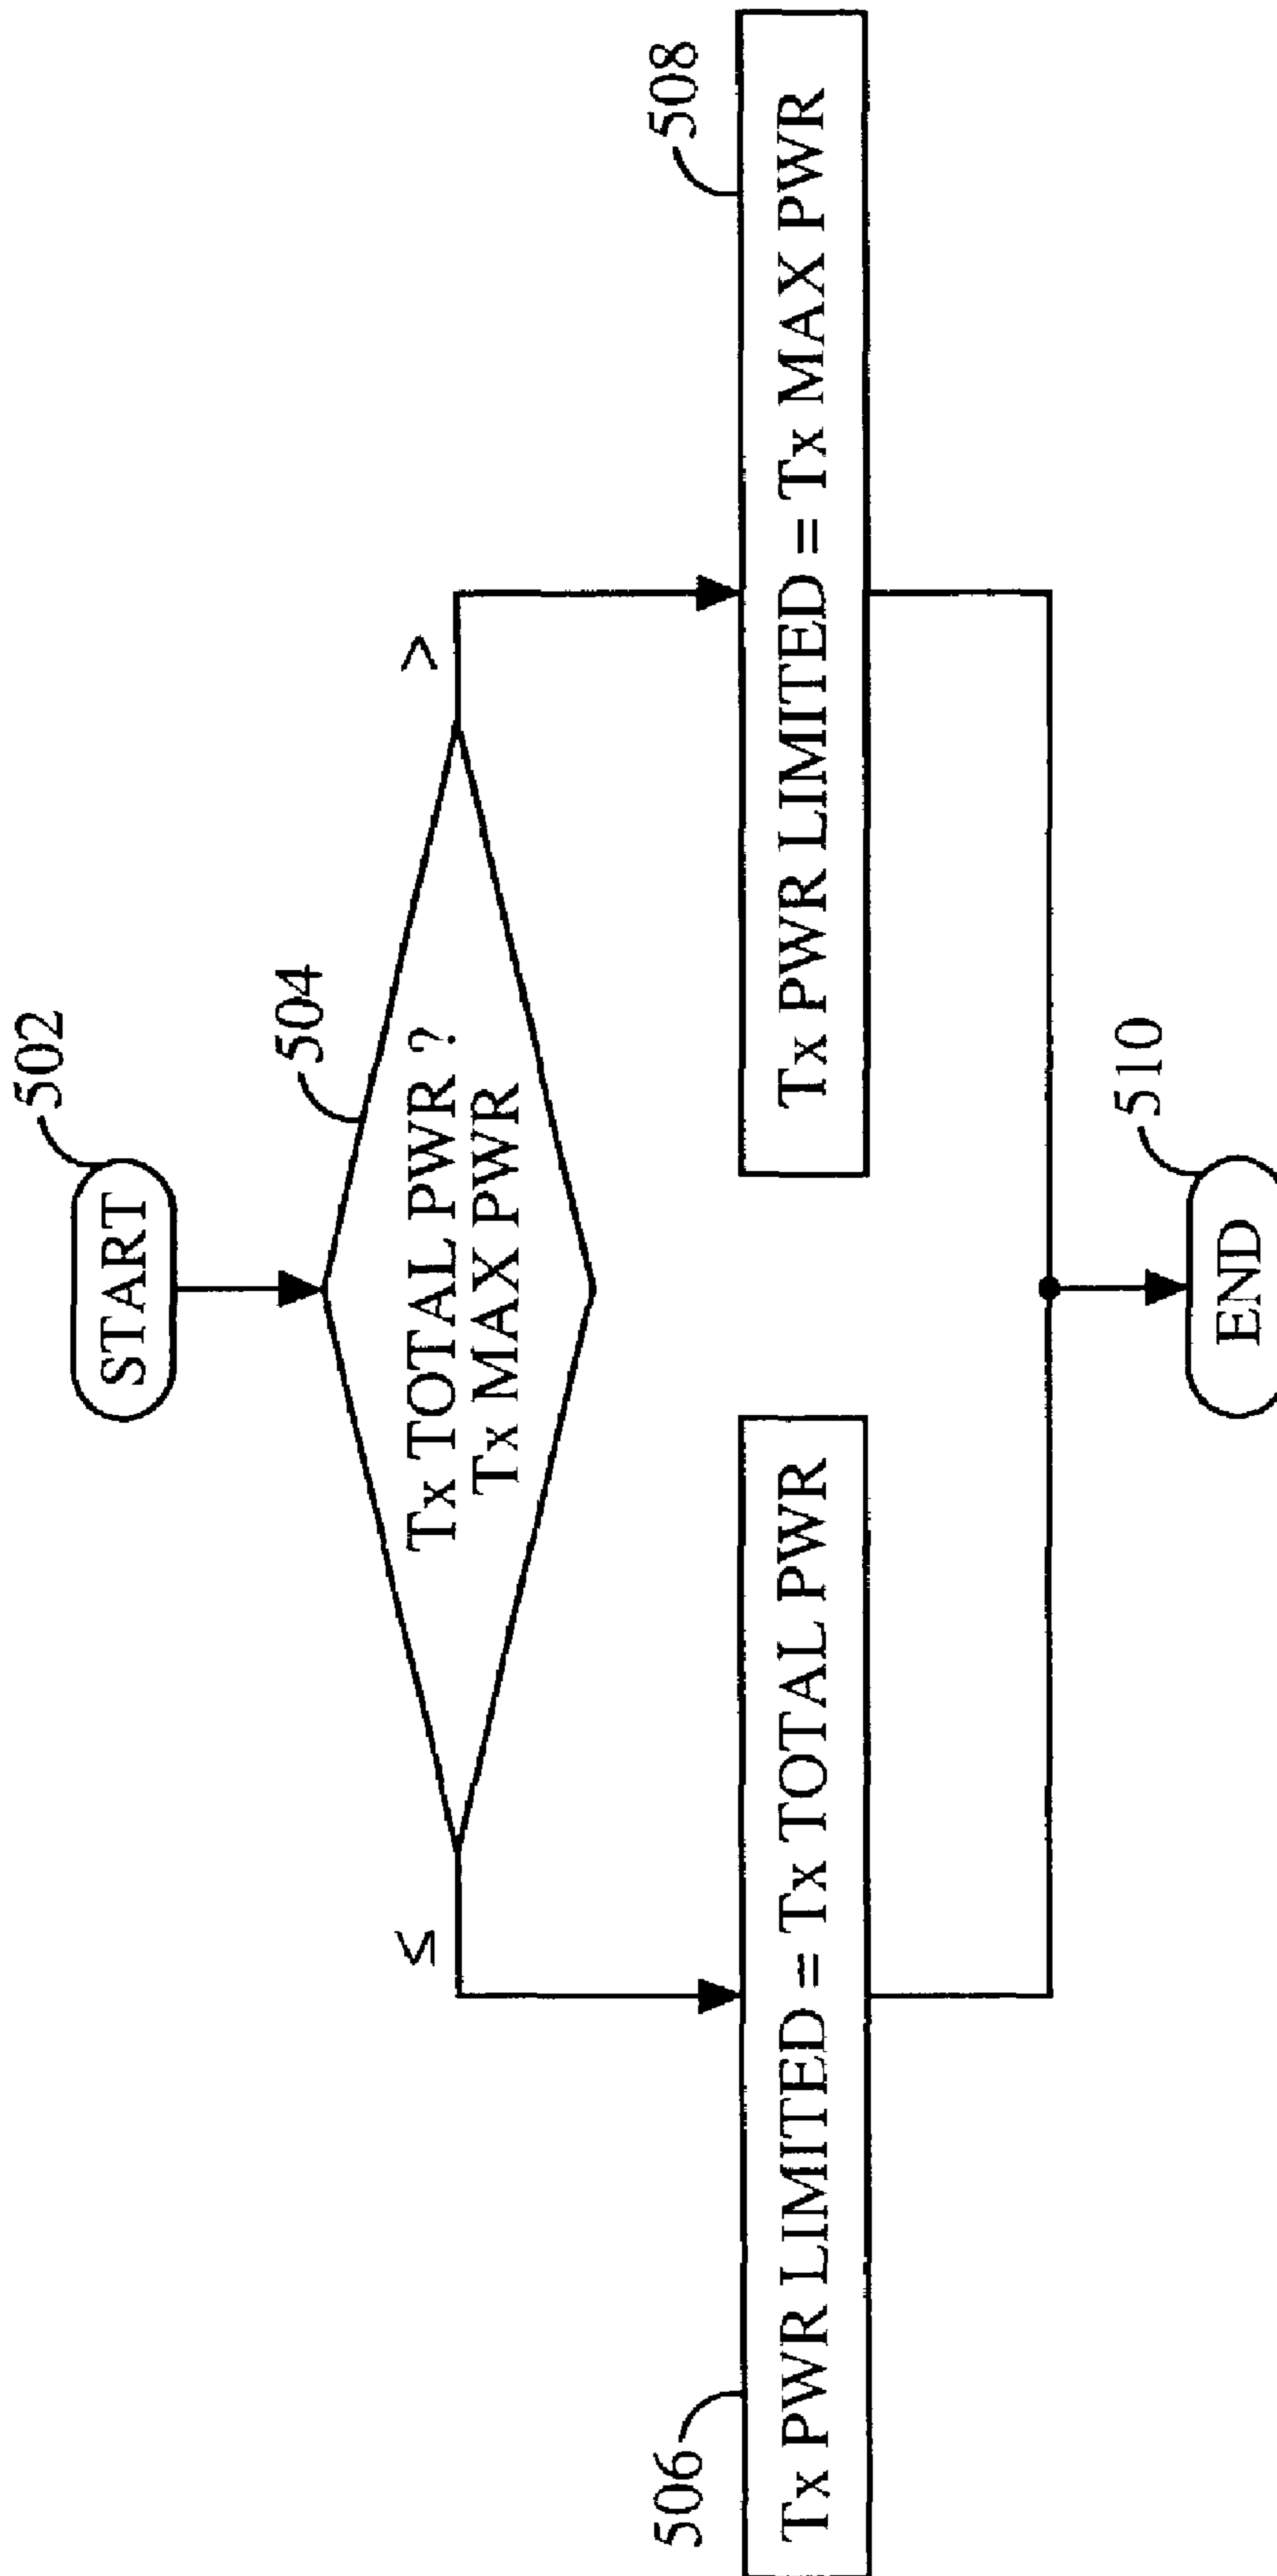 502
START
504
Tx TOTAL PWR ?
Tx MAX PWR
≤
>
506
Tx PWR LIMITED = Tx TOTAL PWR
508
Tx PWR LIMITED = Tx MAX PWR
510
END